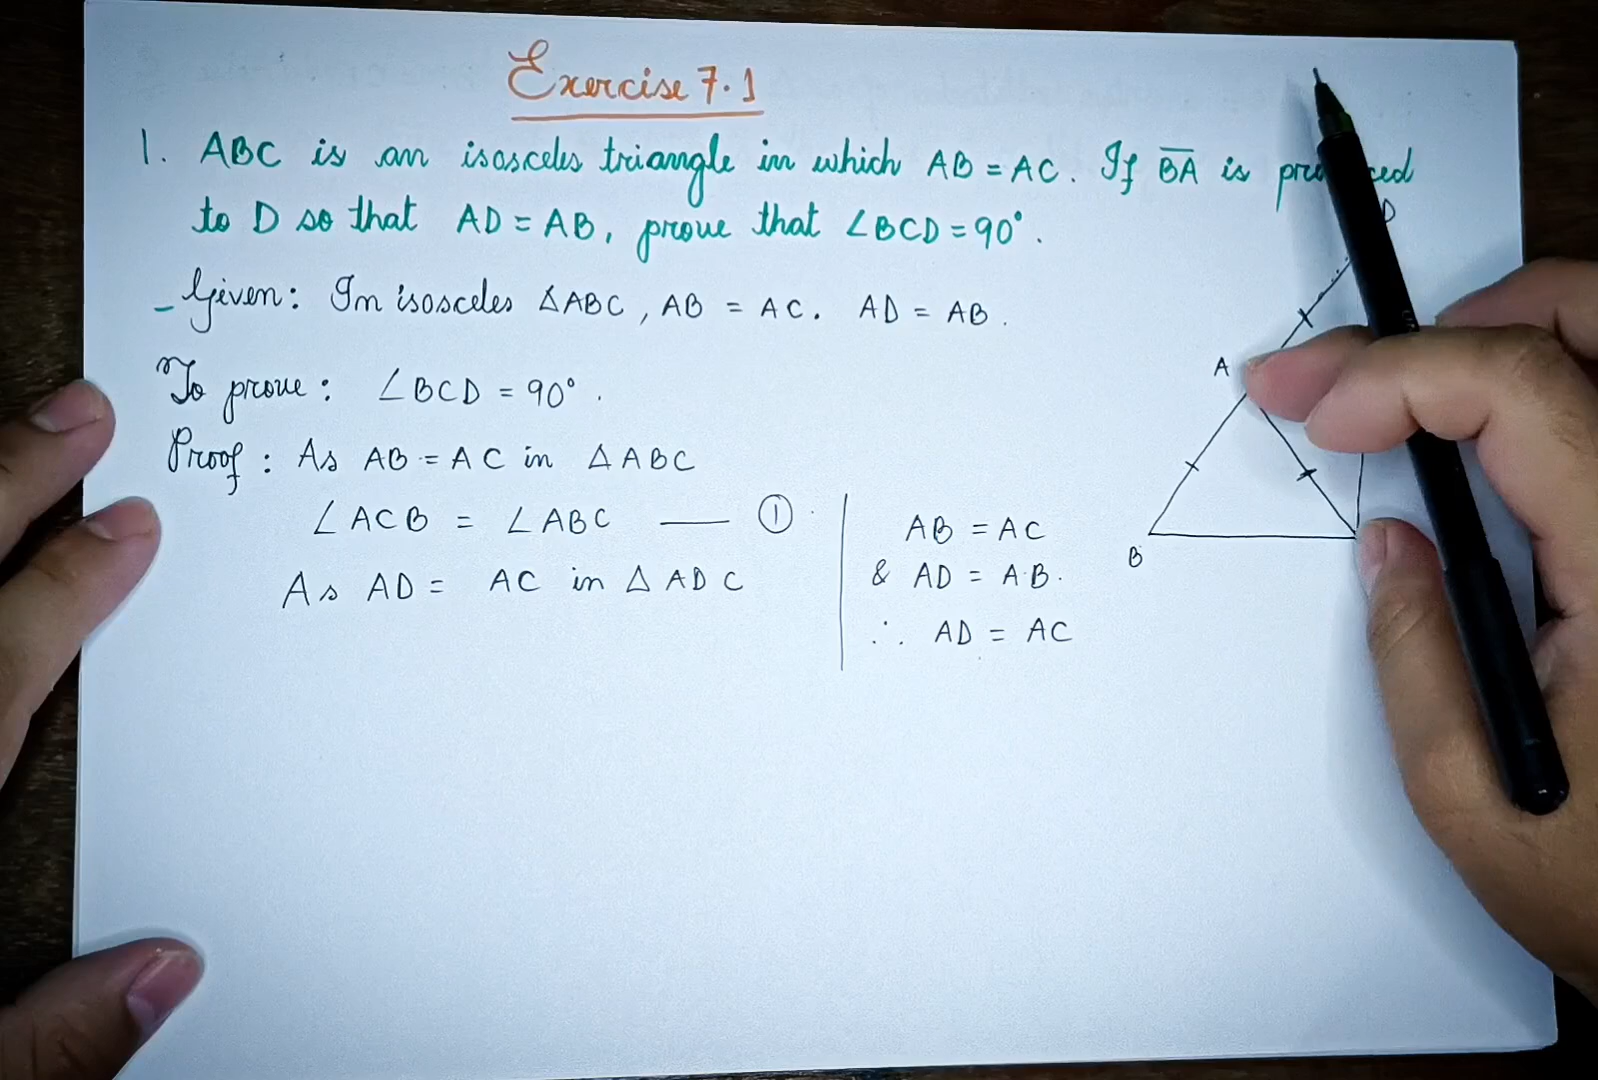 Exercise 7.1
1. ABC is an isosceles triangle in which AB = AC. If B͞A͞ is
to D so that AD = AB, prove that ∠BCD = 90°.
Given: In isosceles ΔABC, AB = AC. AD = AB.
To prove: ∠BCD = 90°.
Proof: As AB = AC in ΔABC
∠ACB = ∠ABC —— ①
As AD = AC in ΔADC
AB = AC
& AD = AB.
∴ AD = AC
D
A
B